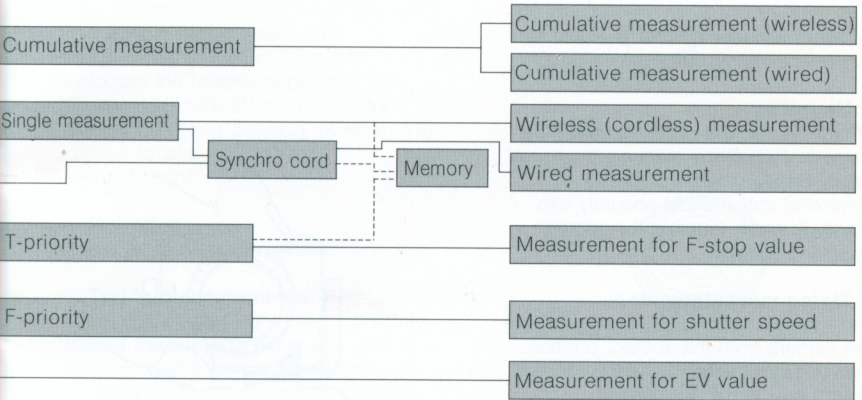 Cumulative measurement (wireless)
Cumulative measurement
Cumulative measurement (wired)
Single measurement
Wireless (cordless) measurement
Synchro cord
Memory
Wired measurement
T-priority
Measurement for F-stop value
F-priority
Measurement for shutter speed
Measurement for EV value